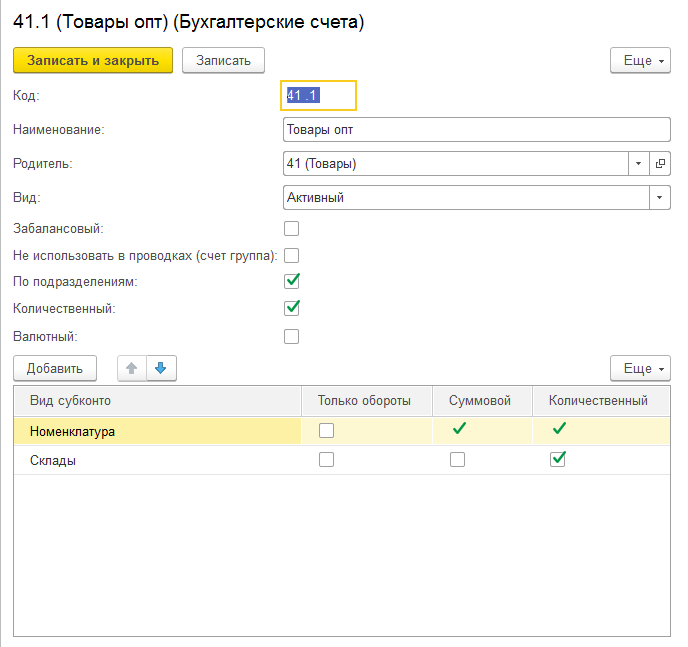 41.1 (Товары опт) (Бухгалтерские счета)
Записать и закрыть Записать Еще
Код: 41 .1
Наименование: Товары опт
Родитель: 41 (Товары)
Вид: Активный
Забалансовый:
Не использовать в проводках (счет группа):
По подразделениям:
Количественный:
Валютный:
Добавить Еще
Вид субконто Только обороты Суммовой Количественный
Номенклатура
Склады